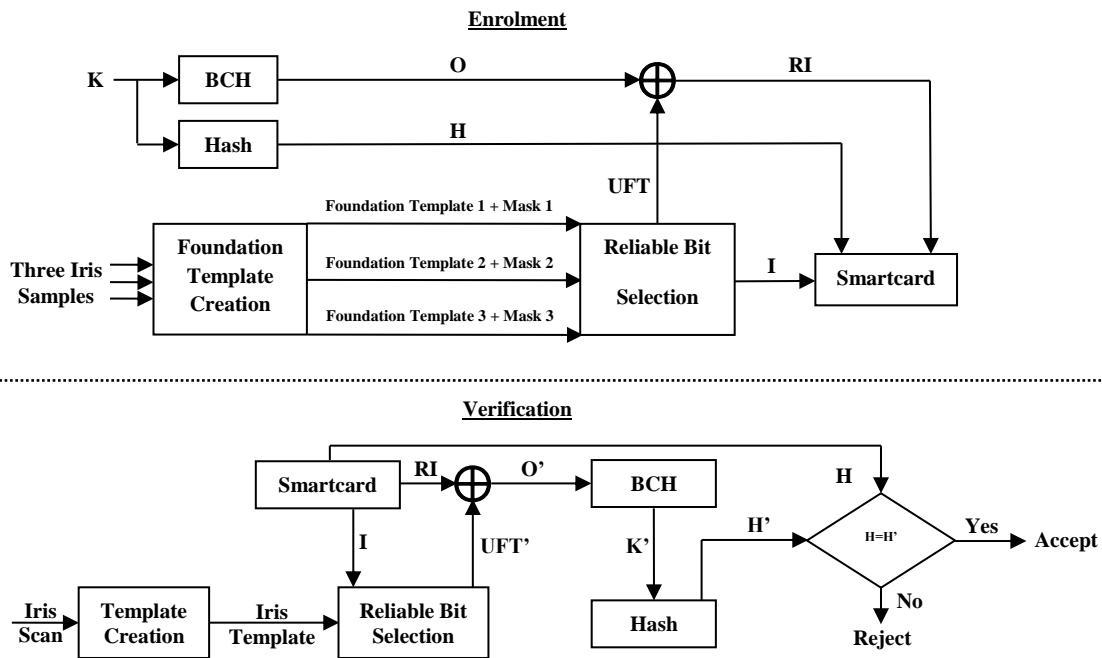 Enrolment
K
BCH
O
RI
Hash
H
UFT
Three Iris
Samples
Foundation
Template
Creation
Foundation Template 1 + Mask 1
Foundation Template 2 + Mask 2
Foundation Template 3 + Mask 3
Reliable Bit
Selection
I
Smartcard
Verification
Smartcard
RI
O’
BCH
H
I
UFT’
K’
H’
H=H’
Yes
Accept
Iris
Scan
Template
Creation
Iris
Template
Reliable Bit
Selection
Hash
No
Reject